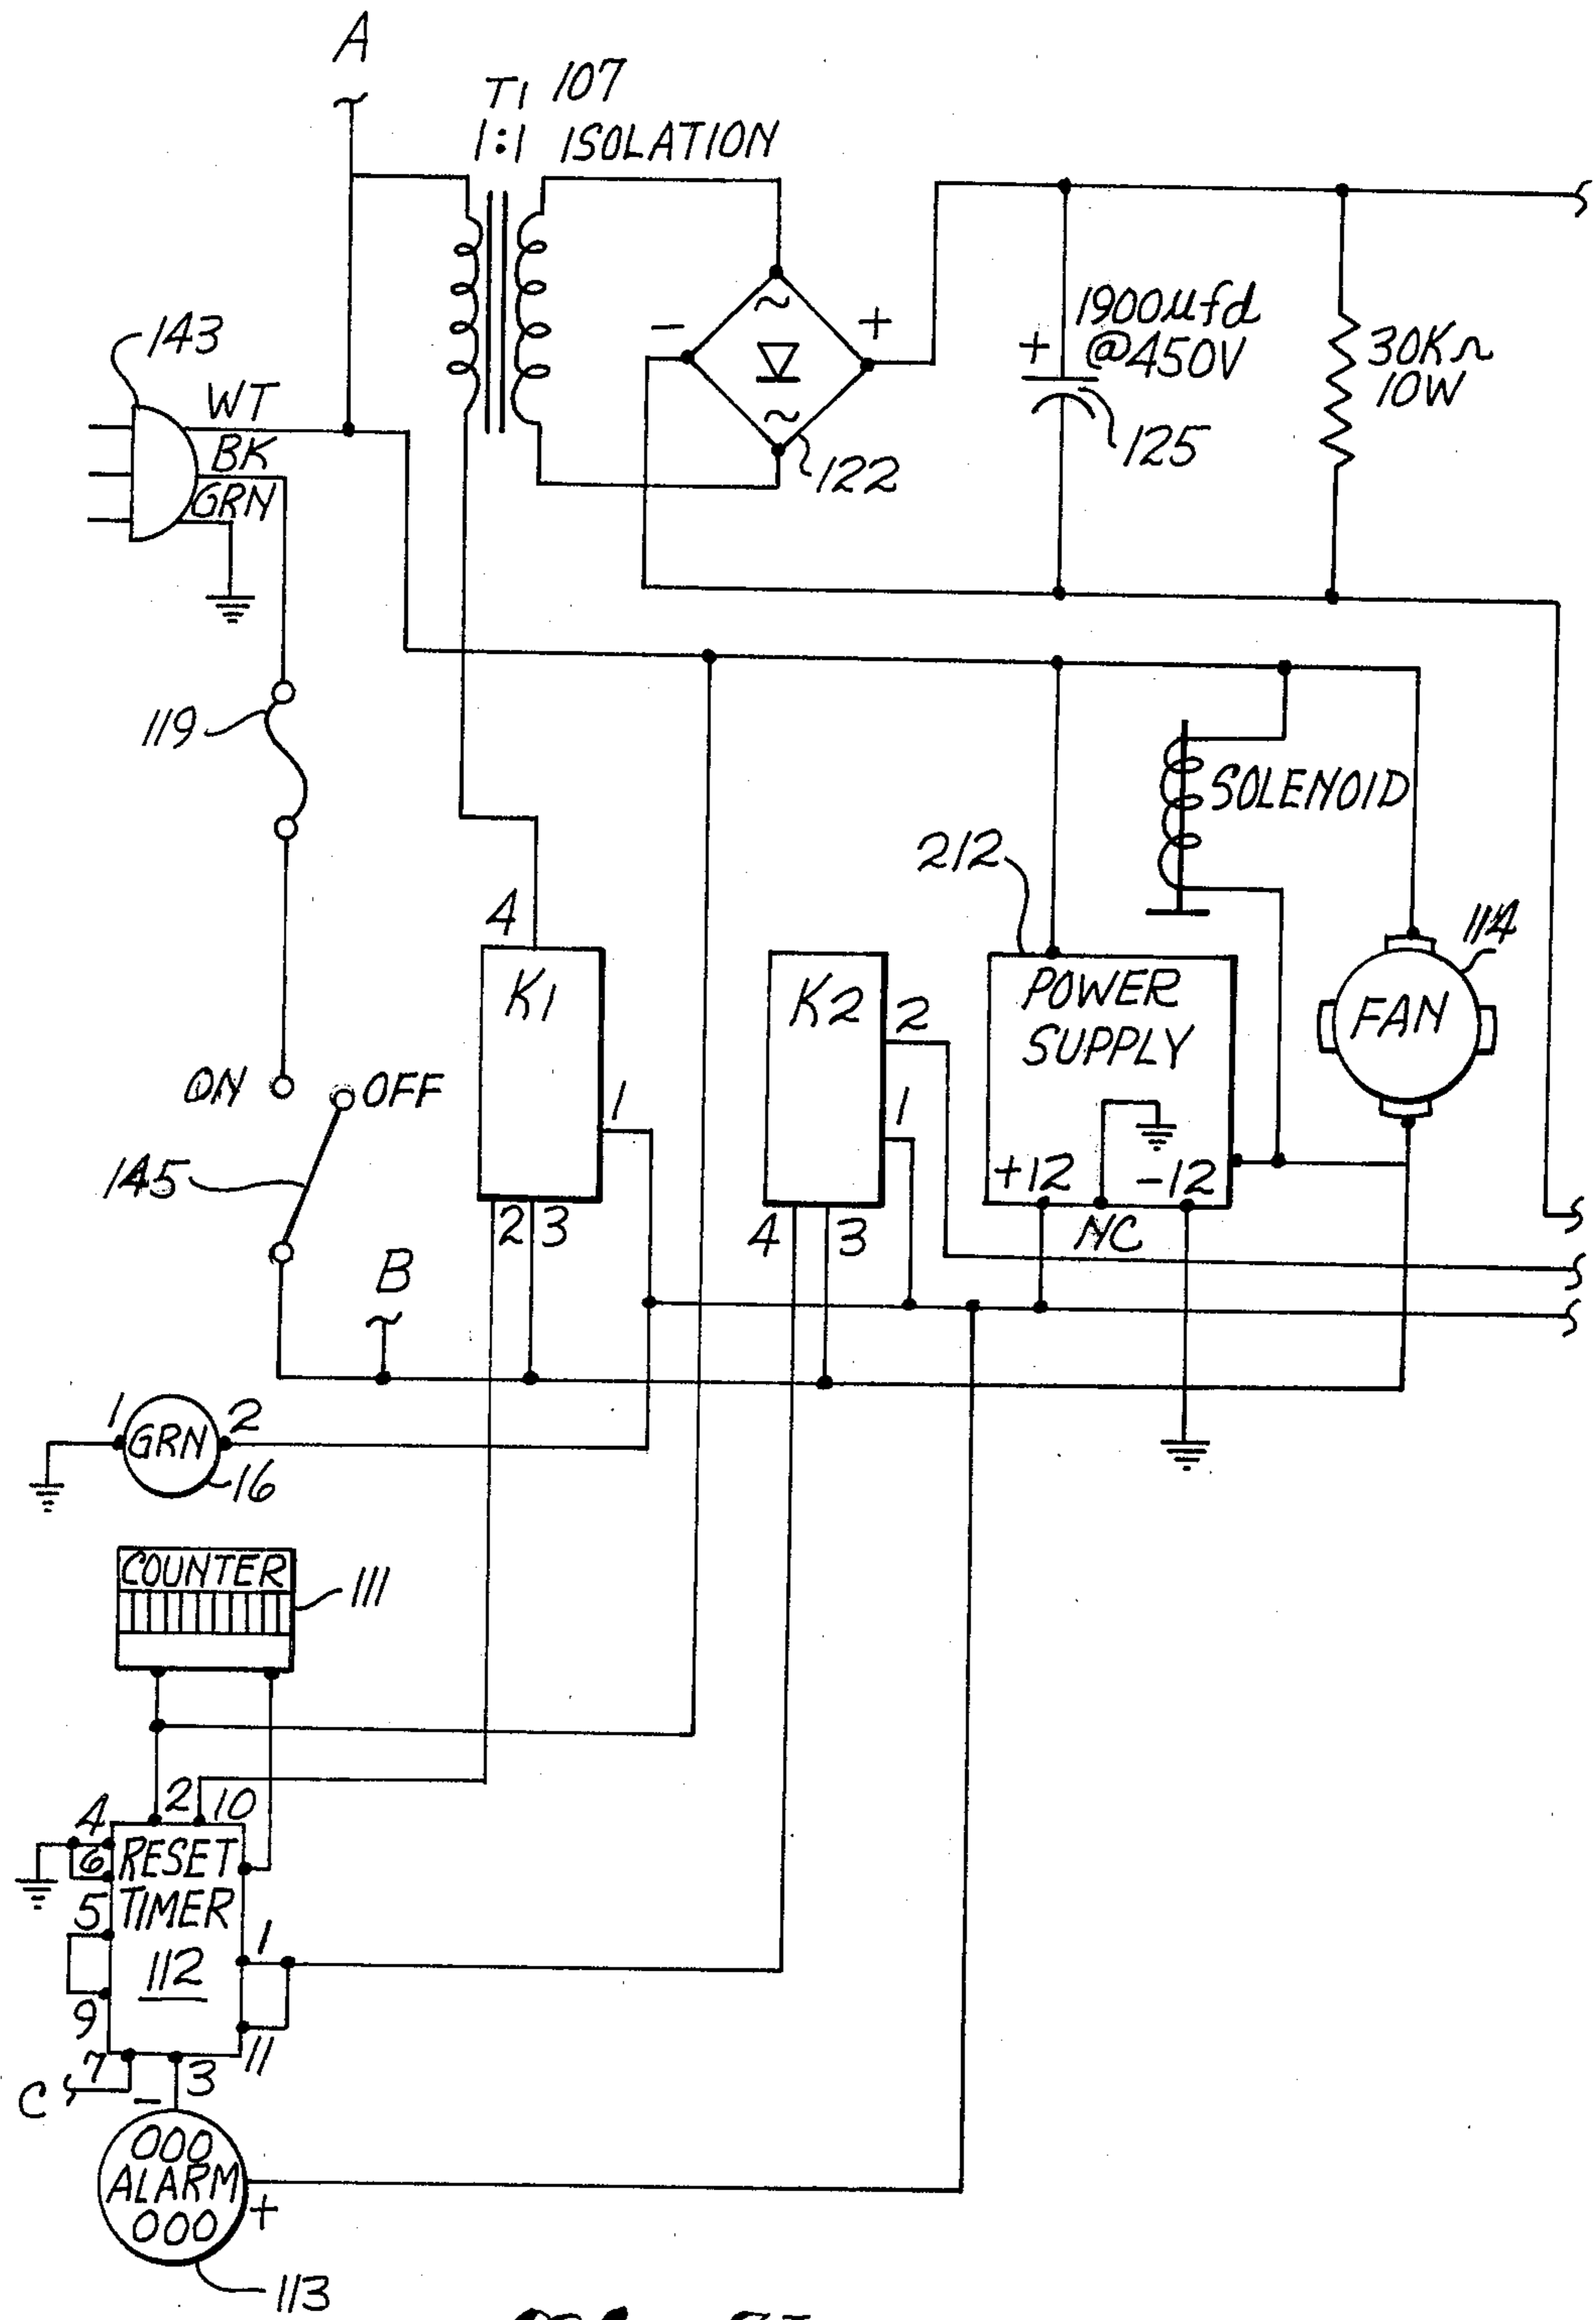 A
T1 107
1:1 ISOLATION
143
WT
BK
GRN
~
- +
~
122
+ 1900µfd
@450V
125
30KΩ
10W
119
SOLENOID
212
114
4
K1
1
2 3
K2
2
1
4 3
POWER
SUPPLY
+12 -12
NC
FAN
ON OFF
145
B
1 GRN 2
16
COUNTER
111
2 10
4
6 RESET
5 TIMER
1
112
9
11
7 3
C
-
000
ALARM
+
000
113